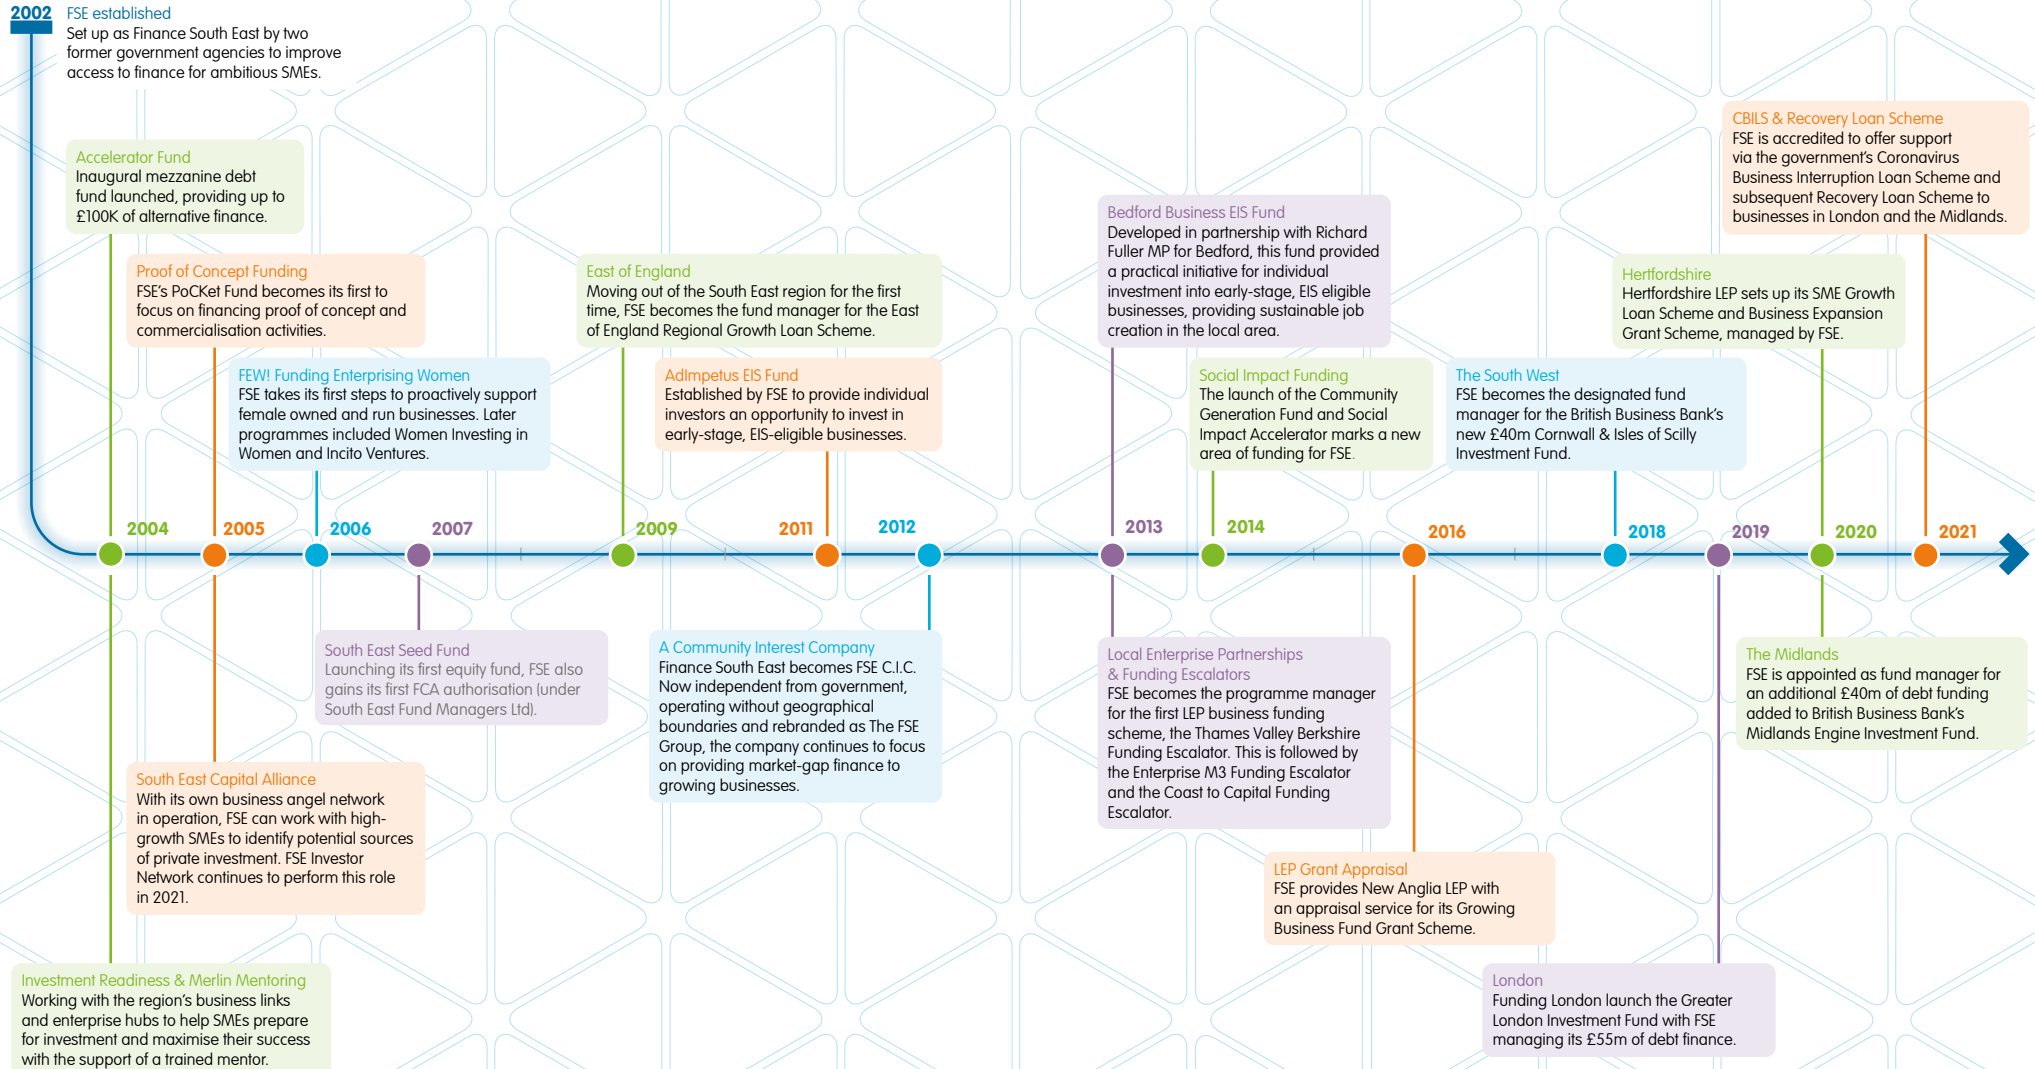 2002 FSE established
Set up as Finance South East by two
former government agencies to improve
access to finance for ambitious SMEs.
Accelerator Fund
Inaugural mezzanine debt
fund launched, providing up to
£100K of alternative finance.
Proof of Concept Funding
FSE's PoCKet Fund becomes its first to
focus on financing proof of concept and
commercialisation activities.
FEW! Funding Enterprising Women
FSE takes its first steps to proactively support
female owned and run businesses. Later
programmes included Women Investing in
Women and Incito Ventures.
East of England
Moving out of the South East region for the first
time, FSE becomes the fund manager for the East
of England Regional Growth Loan Scheme.
AdImpetus EIS Fund
Established by FSE to provide individual
investors an opportunity to invest in
early-stage, EIS-eligible businesses.
Bedford Business EIS Fund
Developed in partnership with Richard
Fuller MP for Bedford, this fund provided
a practical initiative for individual
investment into early-stage, EIS eligible
businesses, providing sustainable job
creation in the local area.
Social Impact Funding
The launch of the Community
Generation Fund and Social
Impact Accelerator marks a new
area of funding for FSE.
The South West
FSE becomes the designated fund
manager for the British Business Bank's
new £40m Cornwall & Isles of Scilly
Investment Fund.
Hertfordshire
Hertfordshire LEP sets up its SME Growth
Loan Scheme and Business Expansion
Grant Scheme, managed by FSE.
CBILS & Recovery Loan Scheme
FSE is accredited to offer support
via the government's Coronavirus
Business Interruption Loan Scheme and
subsequent Recovery Loan Scheme to
businesses in London and the Midlands.
2004 2005 2006 2007 2009 2011 2012 2013 2014 2016 2018 2019 2020 2021
Investment Readiness & Merlin Mentoring
Working with the region's business links
and enterprise hubs to help SMEs prepare
for investment and maximise their success
with the support of a trained mentor.
South East Capital Alliance
With its own business angel network
in operation, FSE can work with high-
growth SMEs to identify potential sources
of private investment. FSE Investor
Network continues to perform this role
in 2021.
South East Seed Fund
Launching its first equity fund, FSE also
gains its first FCA authorisation (under
South East Fund Managers Ltd).
A Community Interest Company
Finance South East becomes FSE C.I.C.
Now independent from government,
operating without geographical
boundaries and rebranded as The FSE
Group, the company continues to focus
on providing market-gap finance to
growing businesses.
Local Enterprise Partnerships
& Funding Escalators
FSE becomes the programme manager
for the first LEP business funding
scheme, the Thames Valley Berkshire
Funding Escalator. This is followed by
the Enterprise M3 Funding Escalator
and the Coast to Capital Funding
Escalator.
LEP Grant Appraisal
FSE provides New Anglia LEP with
an appraisal service for its Growing
Business Fund Grant Scheme.
London
Funding London launch the Greater
London Investment Fund with FSE
managing its £55m of debt finance.
The Midlands
FSE is appointed as fund manager for
an additional £40m of debt funding
added to British Business Bank's
Midlands Engine Investment Fund.